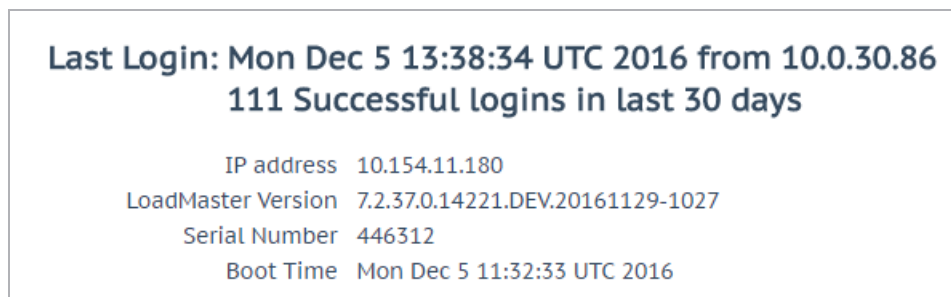 Last Login: Mon Dec 5 13:38:34 UTC 2016 from 10.0.30.86
111 Successful logins in last 30 days
IP address 10.154.11.180
LoadMaster Version 7.2.37.0.14221.DEV.20161129-1027
Serial Number 446312
Boot Time Mon Dec 5 11:32:33 UTC 2016